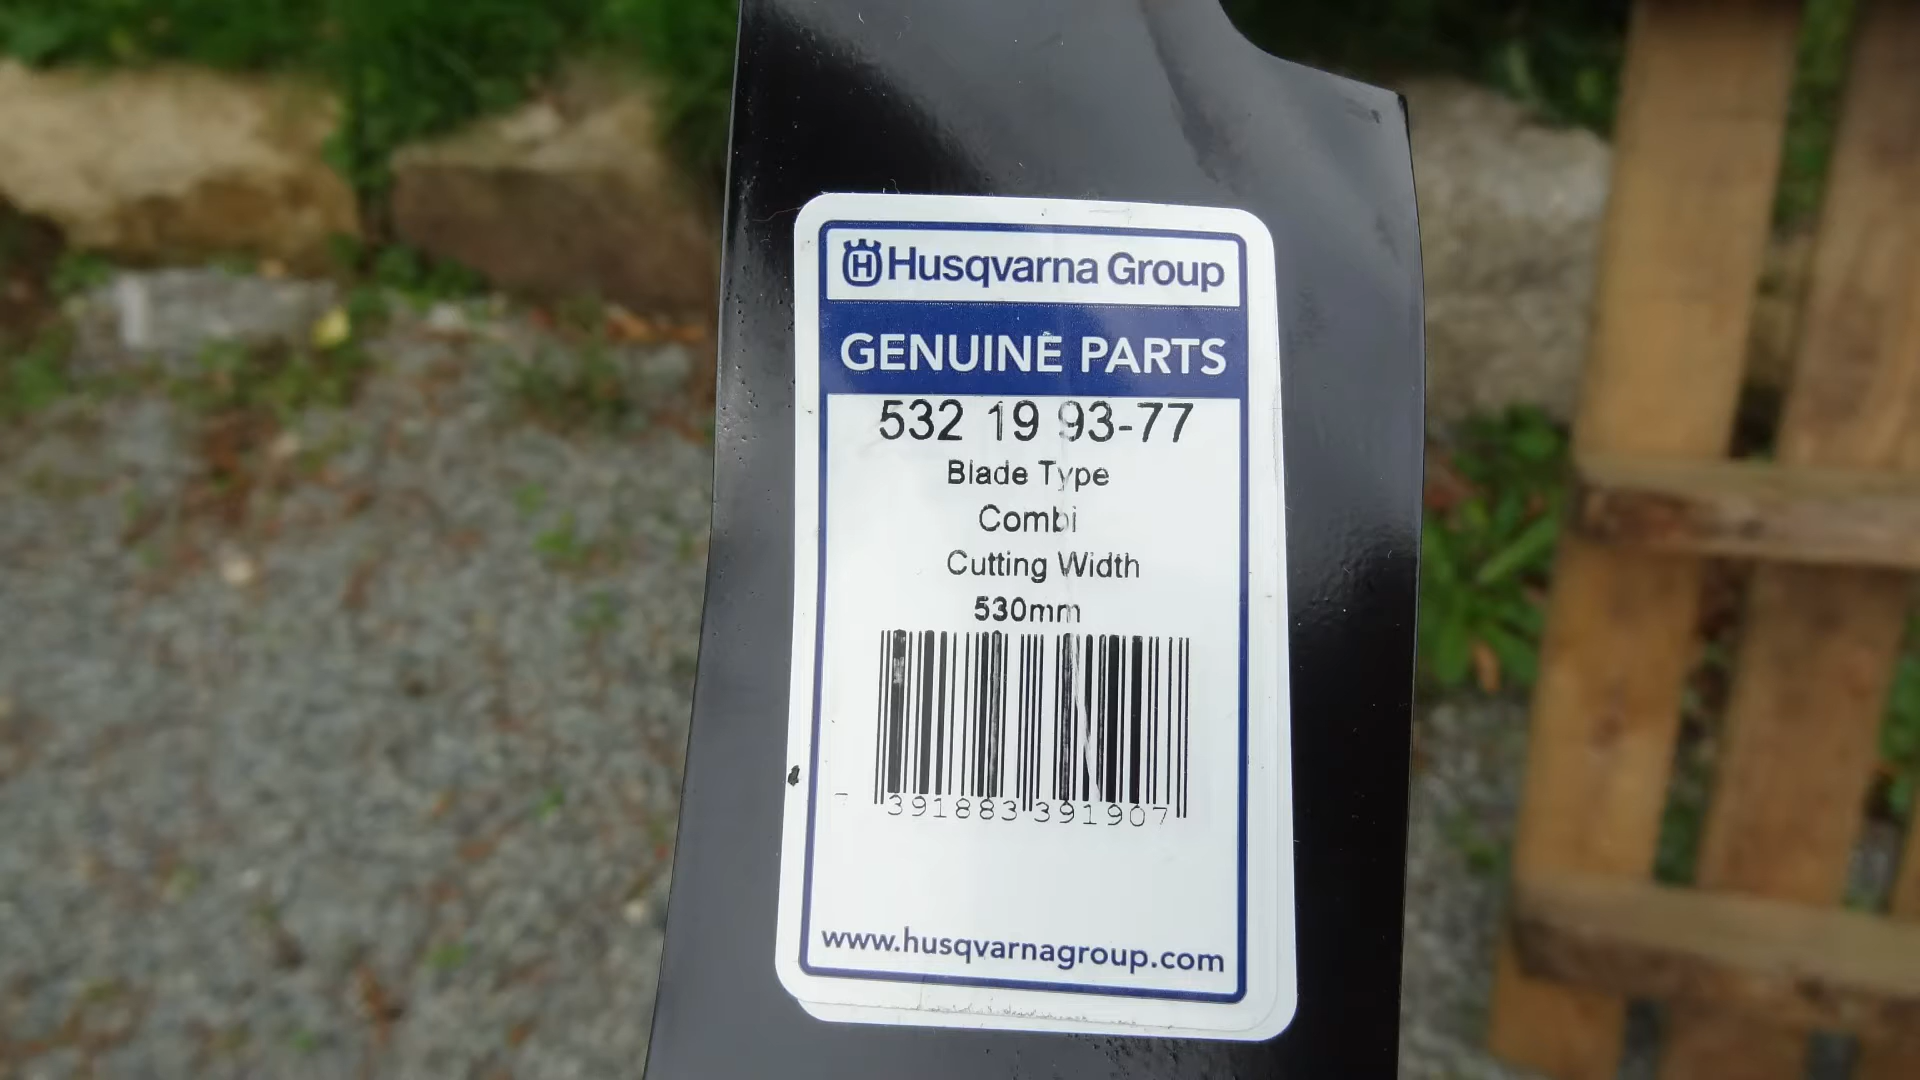 Husqvarna Group
GENUINE PARTS
532 19 93-77
Blade Type
Combi
Cutting Width
530mm
7 391883 391907
www.husqvarnagroup.com